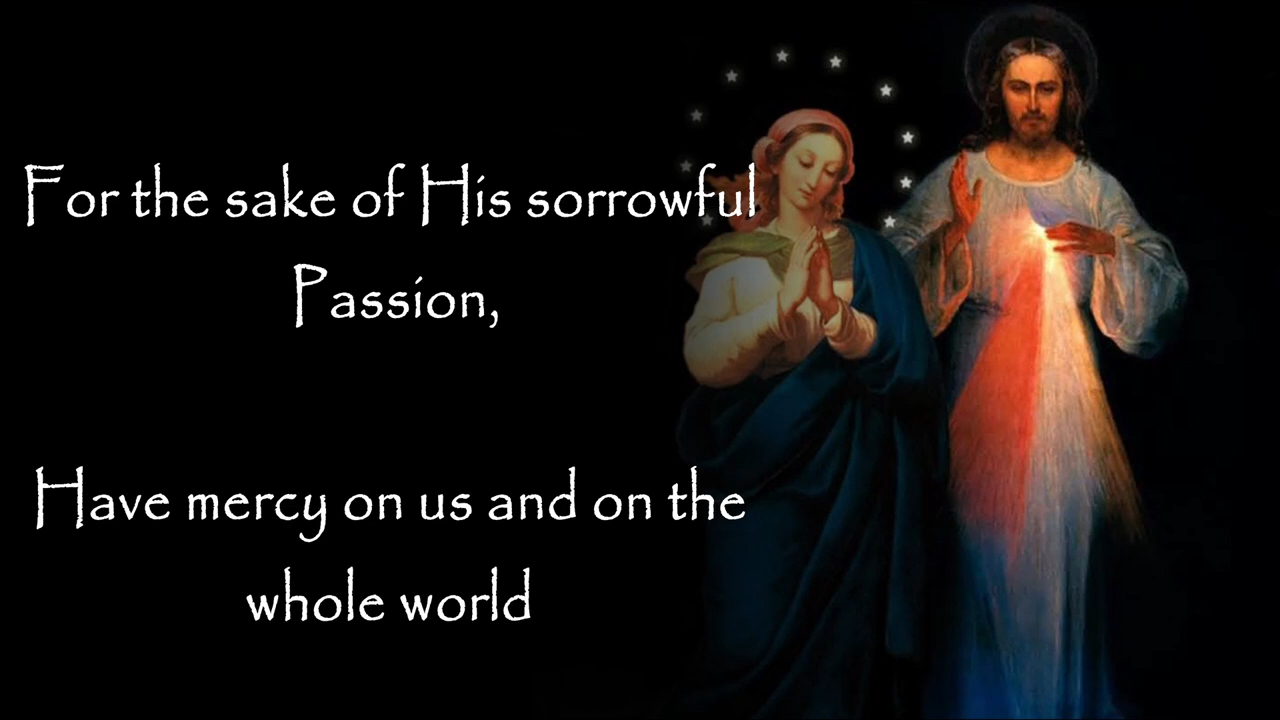 For the sake of His sorrowful
Passion,
Have mercy on us and on the
whole world